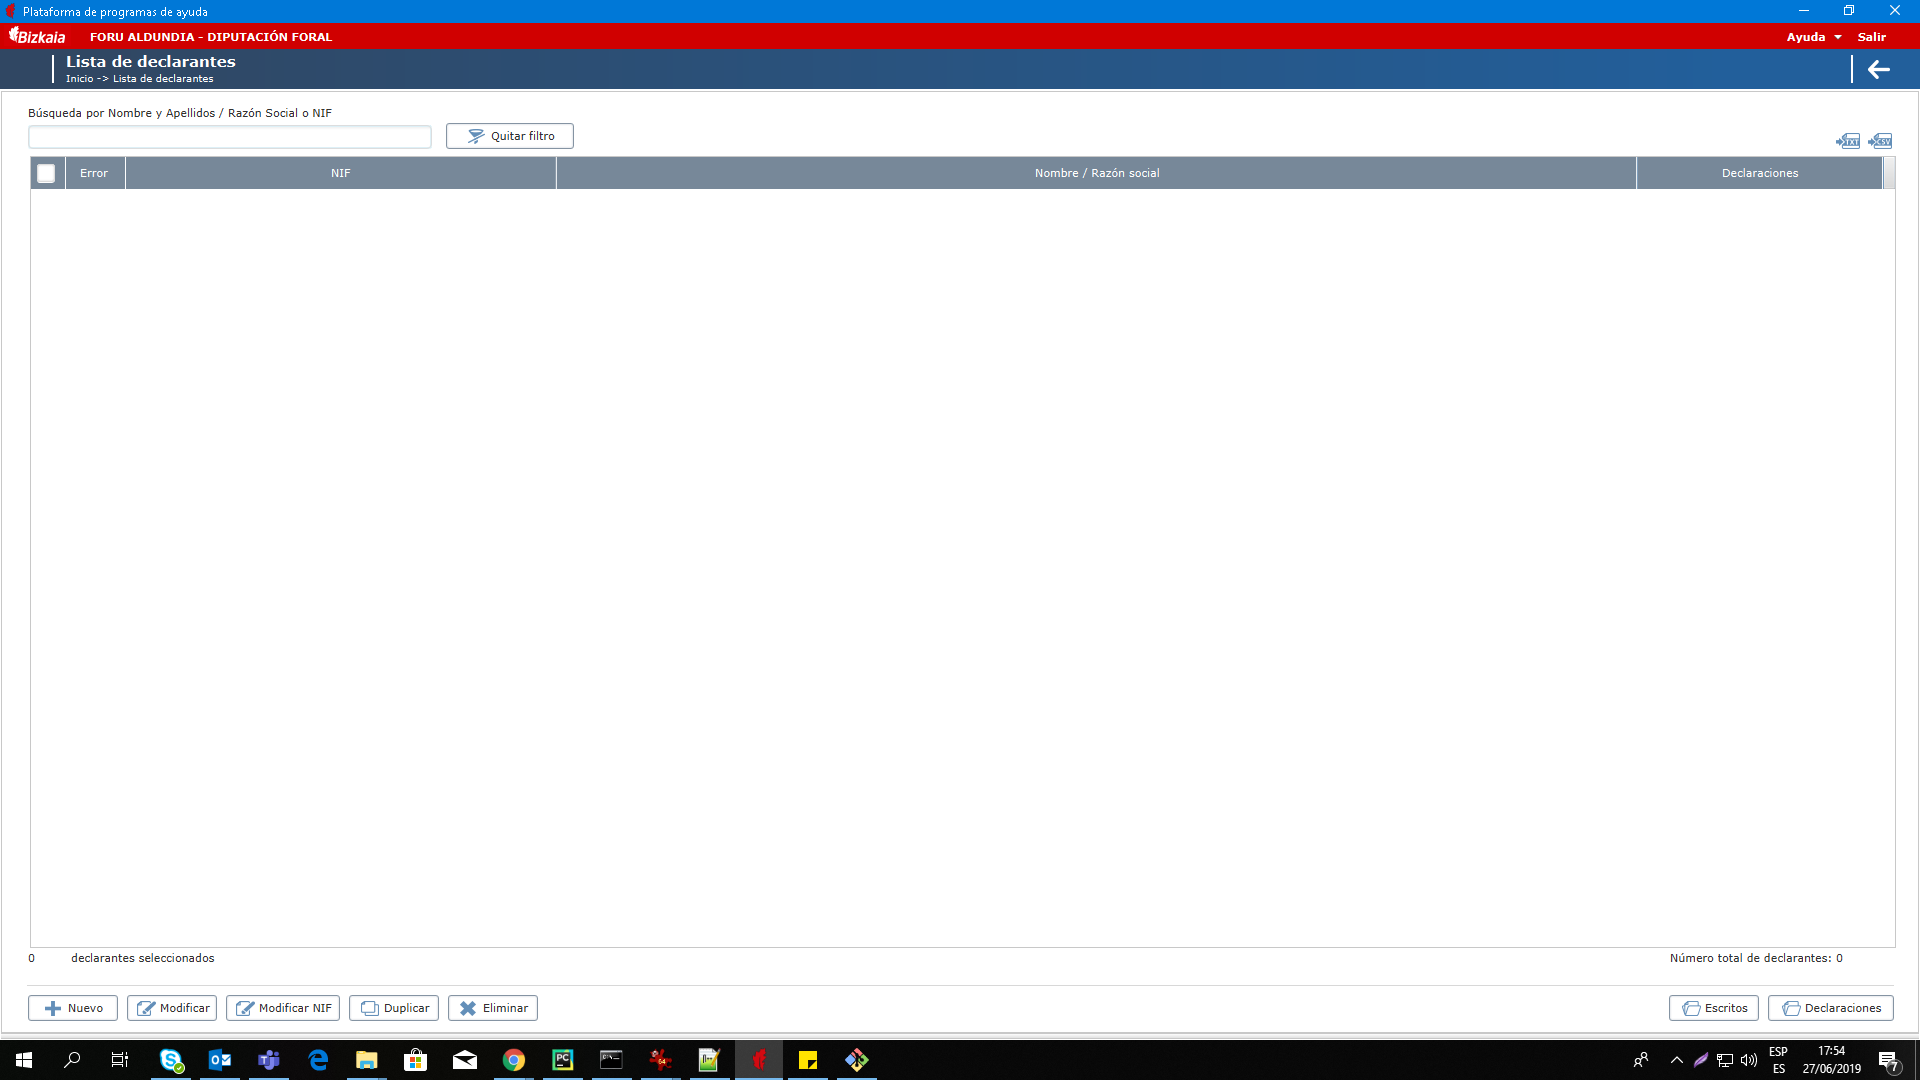 Plataforma de programas de ayuda
Bizkaia FORU ALDUNDIA - DIPUTACIÓN FORAL Ayuda Salir
Lista de declarantes
Inicio -> Lista de declarantes
Búsqueda por Nombre y Apellidos / Razón Social o NIF
Quitar filtro
TXT CSV
Error NIF Nombre / Razón social Declaraciones
0 declarantes seleccionados Número total de declarantes: 0
Nuevo Modificar Modificar NIF Duplicar Eliminar Escritos Declaraciones
ESP 17:54
ES 27/06/2019 7